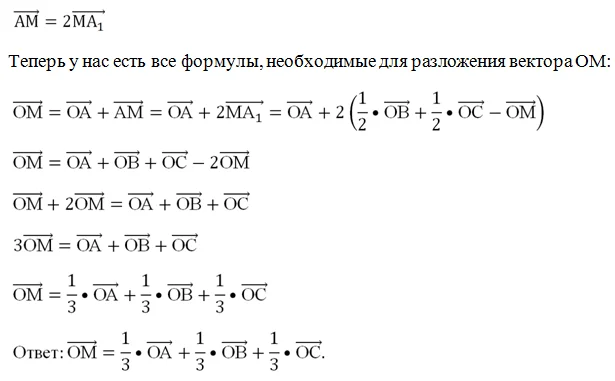 $\overrightarrow{AM} = 2\overrightarrow{MA_1}$
Теперь у нас есть все формулы, необходимые для разложения вектора ОМ:
$\overrightarrow{OM} = \overrightarrow{OA} + \overrightarrow{AM} = \overrightarrow{OA} + 2\overrightarrow{MA_1} = \overrightarrow{OA} + 2\left(\frac{1}{2} \bullet \overrightarrow{OB} + \frac{1}{2} \bullet \overrightarrow{OC} - \overrightarrow{OM}\right)$
$\overrightarrow{OM} = \overrightarrow{OA} + \overrightarrow{OB} + \overrightarrow{OC} - 2\overrightarrow{OM}$
$\overrightarrow{OM} + 2\overrightarrow{OM} = \overrightarrow{OA} + \overrightarrow{OB} + \overrightarrow{OC}$
$3\overrightarrow{OM} = \overrightarrow{OA} + \overrightarrow{OB} + \overrightarrow{OC}$
$\overrightarrow{OM} = \frac{1}{3} \bullet \overrightarrow{OA} + \frac{1}{3} \bullet \overrightarrow{OB} + \frac{1}{3} \bullet \overrightarrow{OC}$
Ответ: $\overrightarrow{OM} = \frac{1}{3} \bullet \overrightarrow{OA} + \frac{1}{3} \bullet \overrightarrow{OB} + \frac{1}{3} \bullet \overrightarrow{OC}.$